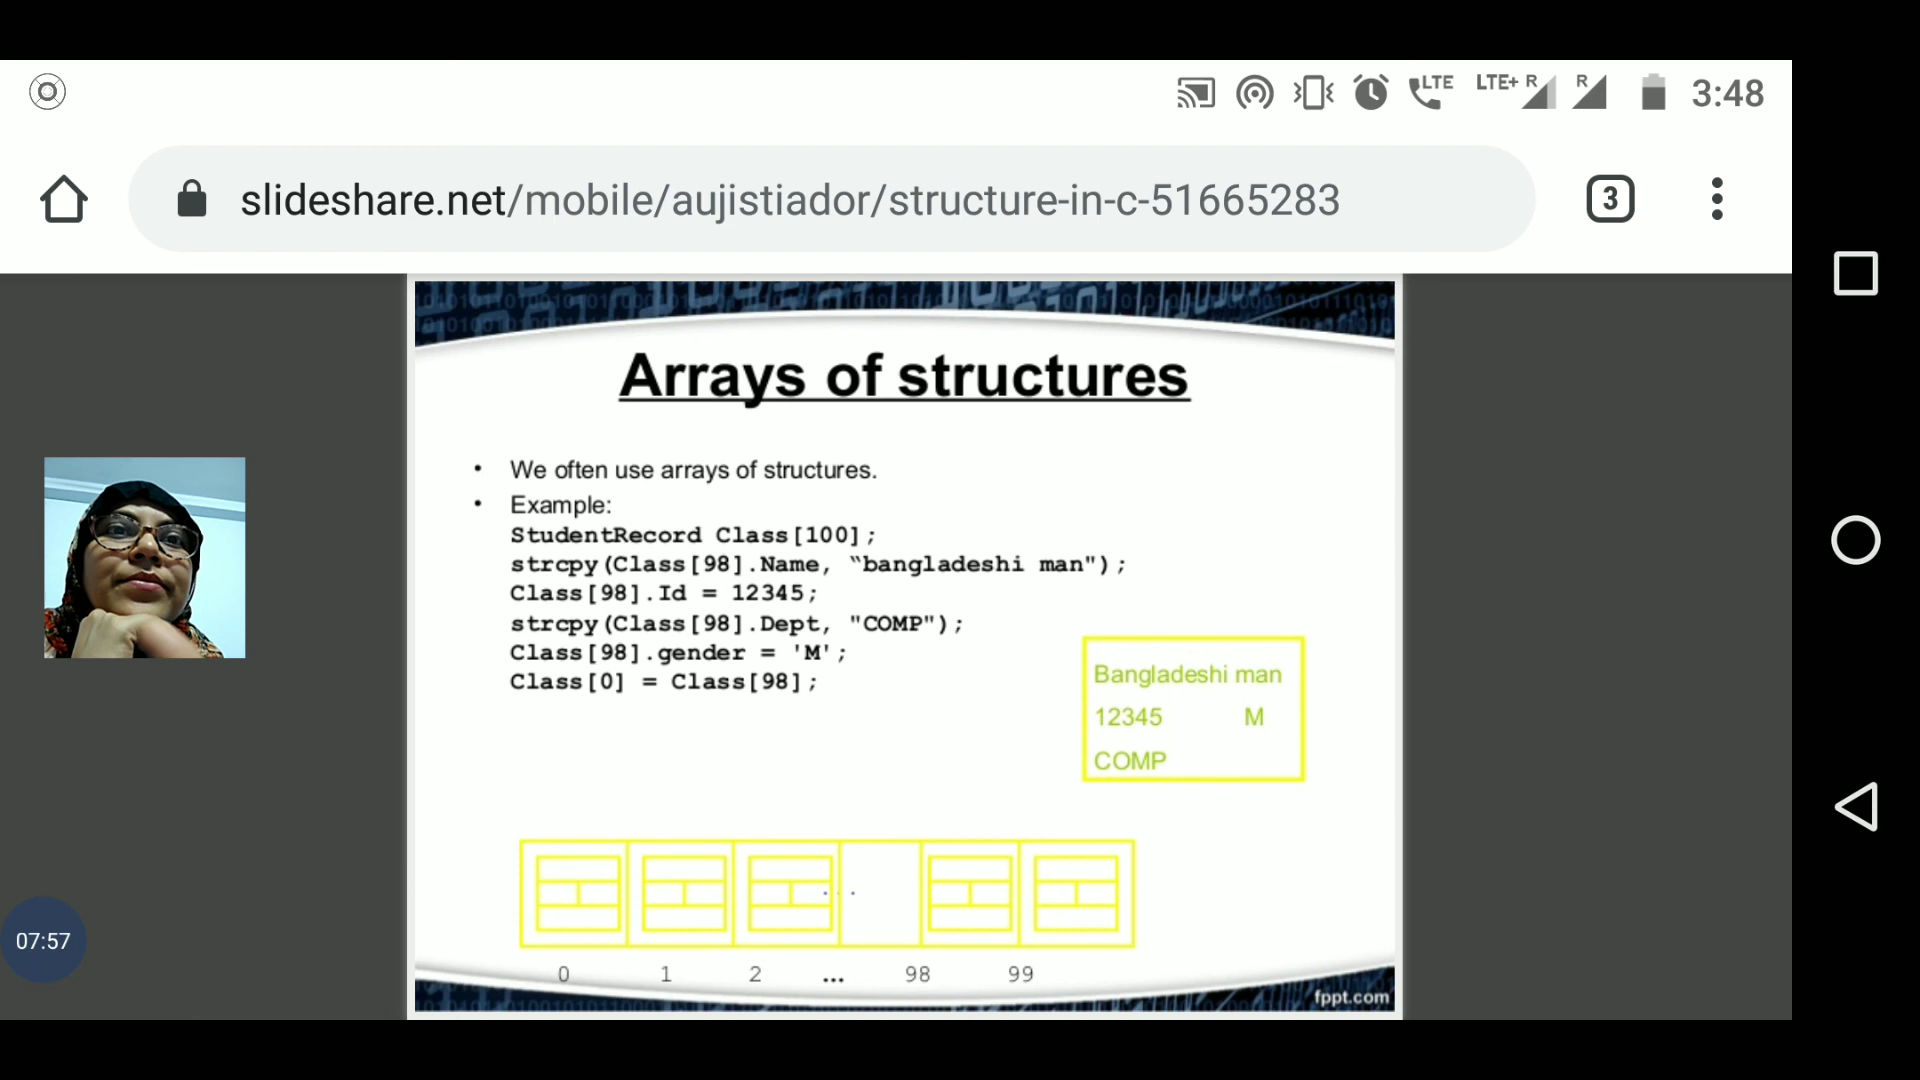 LTE LTE+ R R 3:48
slideshare.net/mobile/aujistiador/structure-in-c-51665283 3
Arrays of structures
• We often use arrays of structures.
• Example:
StudentRecord Class[100];
strcpy(Class[98].Name, “bangladeshi man");
Class[98].Id = 12345;
strcpy(Class[98].Dept, "COMP");
Class[98].gender = 'M';
Class[0] = Class[98];
Bangladeshi man
12345 M
COMP
. . .
0 1 2 ... 98 99
07:57
fppt.com